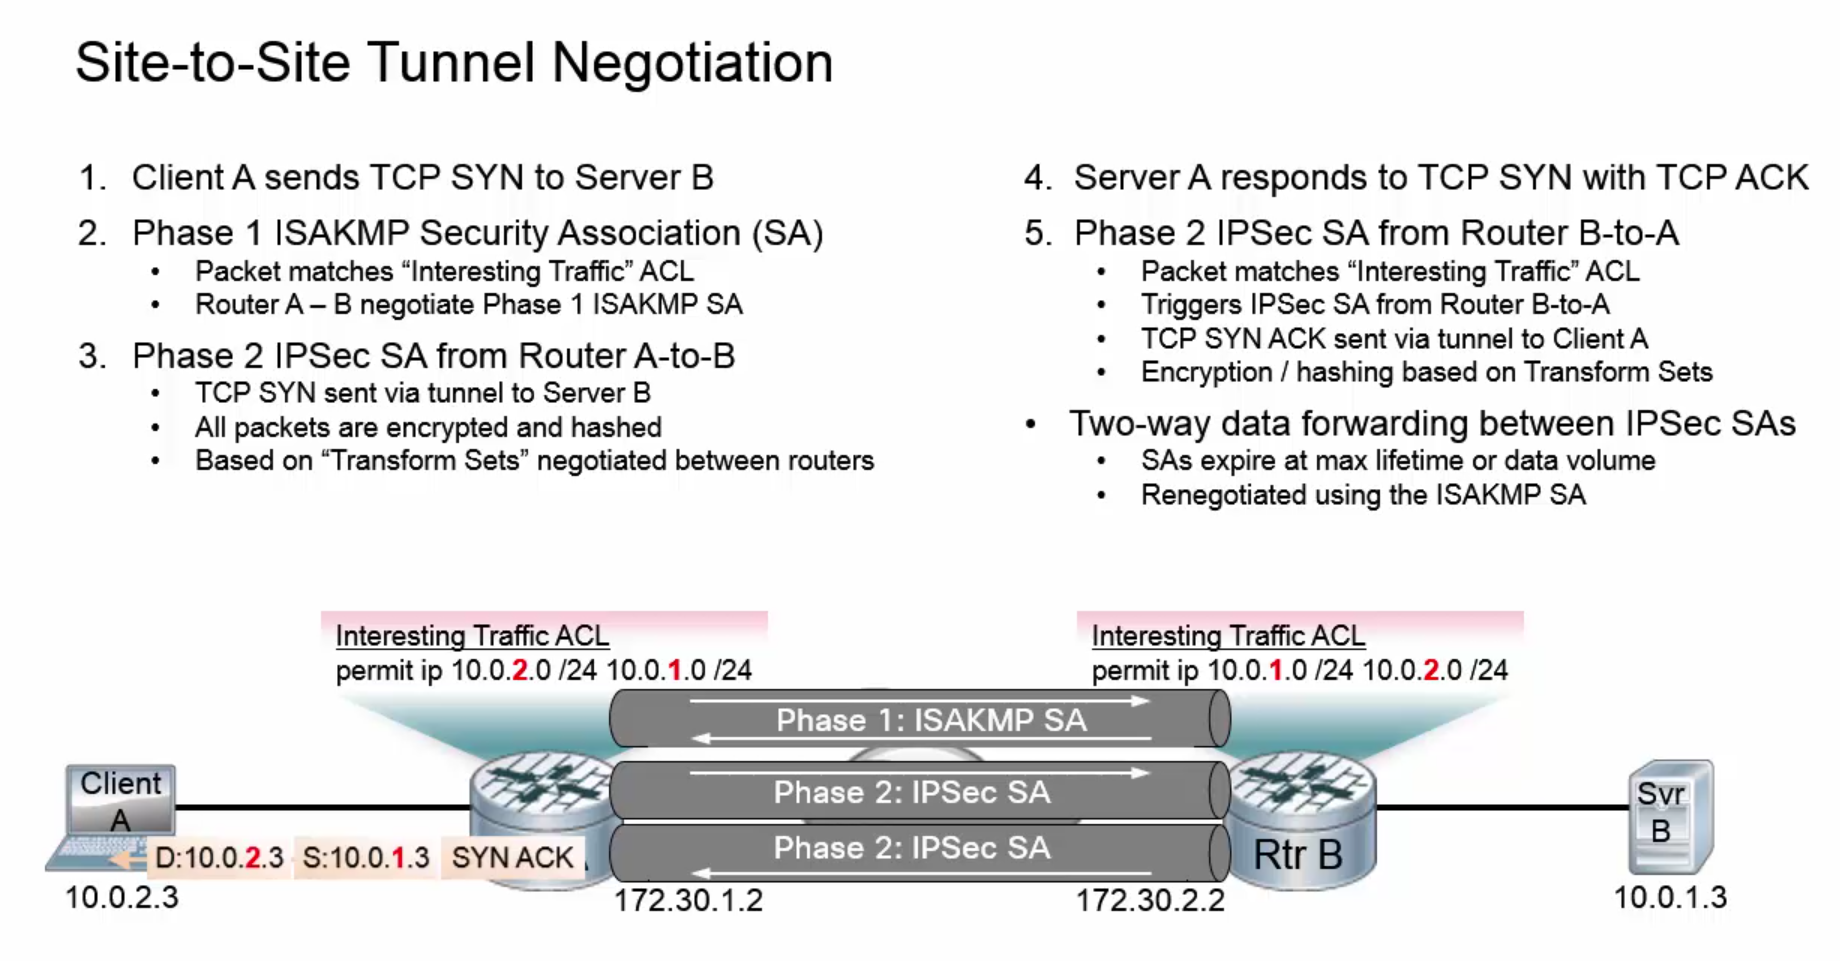 Site-to-Site Tunnel Negotiation
1. Client A sends TCP SYN to Server B
2. Phase 1 ISAKMP Security Association (SA)
• Packet matches “Interesting Traffic” ACL
• Router A – B negotiate Phase 1 ISAKMP SA
3. Phase 2 IPSec SA from Router A-to-B
• TCP SYN sent via tunnel to Server B
• All packets are encrypted and hashed
• Based on “Transform Sets” negotiated between routers
4. Server A responds to TCP SYN with TCP ACK
5. Phase 2 IPSec SA from Router B-to-A
• Packet matches “Interesting Traffic” ACL
• Triggers IPSec SA from Router B-to-A
• TCP SYN ACK sent via tunnel to Client A
• Encryption / hashing based on Transform Sets
• Two-way data forwarding between IPSec SAs
• SAs expire at max lifetime or data volume
• Renegotiated using the ISAKMP SA
Interesting Traffic ACL
permit ip 10.0.2.0 /24 10.0.1.0 /24
Interesting Traffic ACL
permit ip 10.0.1.0 /24 10.0.2.0 /24
Phase 1: ISAKMP SA
Phase 2: IPSec SA
Phase 2: IPSec SA
Client
A
D:10.0.2.3 S:10.0.1.3 SYN ACK
10.0.2.3
172.30.1.2
172.30.2.2
Rtr B
Svr
B
10.0.1.3